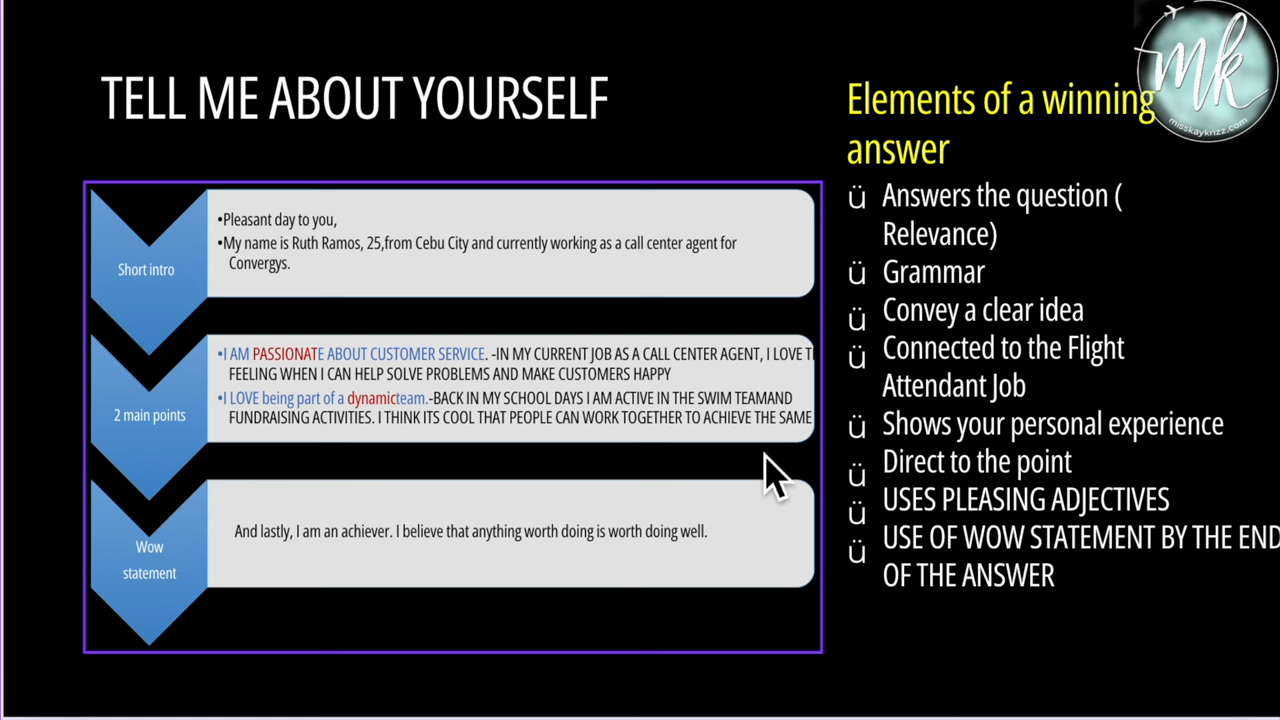 TELL ME ABOUT YOURSELF
Short intro
•Pleasant day to you,
•My name is Ruth Ramos, 25,from Cebu City and currently working as a call center agent for
Convergys.
2 main points
•I AM PASSIONATE ABOUT CUSTOMER SERVICE. -IN MY CURRENT JOB AS A CALL CENTER AGENT, I LOVE
FEELING WHEN I CAN HELP SOLVE PROBLEMS AND MAKE CUSTOMERS HAPPY
•I LOVE being part of a dynamicteam.-BACK IN MY SCHOOL DAYS I AM ACTIVE IN THE SWIM TEAMAND
FUNDRAISING ACTIVITIES. I THINK ITS COOL THAT PEOPLE CAN WORK TOGETHER TO ACHIEVE THE SAME
Wow
statement
And lastly, I am an achiever. I believe that anything worth doing is worth doing well.
Elements of a winning
answer
ü Answers the question (
Relevance)
ü Grammar
ü Convey a clear idea
ü Connected to the Flight
Attendant Job
ü Shows your personal experience
ü Direct to the point
ü USES PLEASING ADJECTIVES
ü USE OF WOW STATEMENT BY THE END
OF THE ANSWER
mk
misskaykrizz.com